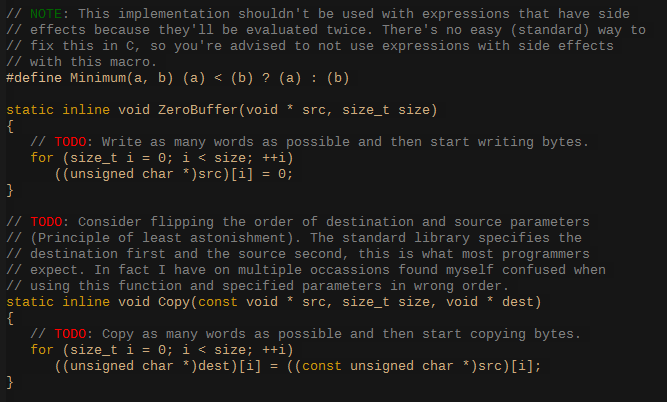 // NOTE: This implementation shouldn't be used with expressions that have side
// effects because they'll be evaluated twice. There's no easy (standard) way to
// fix this in C, so you're advised to not use expressions with side effects
// with this macro.
#define Minimum(a, b) (a) < (b) ? (a) : (b)

static inline void ZeroBuffer(void * src, size_t size)
{
   // TODO: Write as many words as possible and then start writing bytes.
   for (size_t i = 0; i < size; ++i)
      ((unsigned char *)src)[i] = 0;
}

// TODO: Consider flipping the order of destination and source parameters
// (Principle of least astonishment). The standard library specifies the
// destination first and the source second, this is what most programmers
// expect. In fact I have on multiple occassions found myself confused when
// using this function and specified parameters in wrong order.
static inline void Copy(const void * src, size_t size, void * dest)
{
   // TODO: Copy as many words as possible and then start copying bytes.
   for (size_t i = 0; i < size; ++i)
      ((unsigned char *)dest)[i] = ((const unsigned char *)src)[i];
}